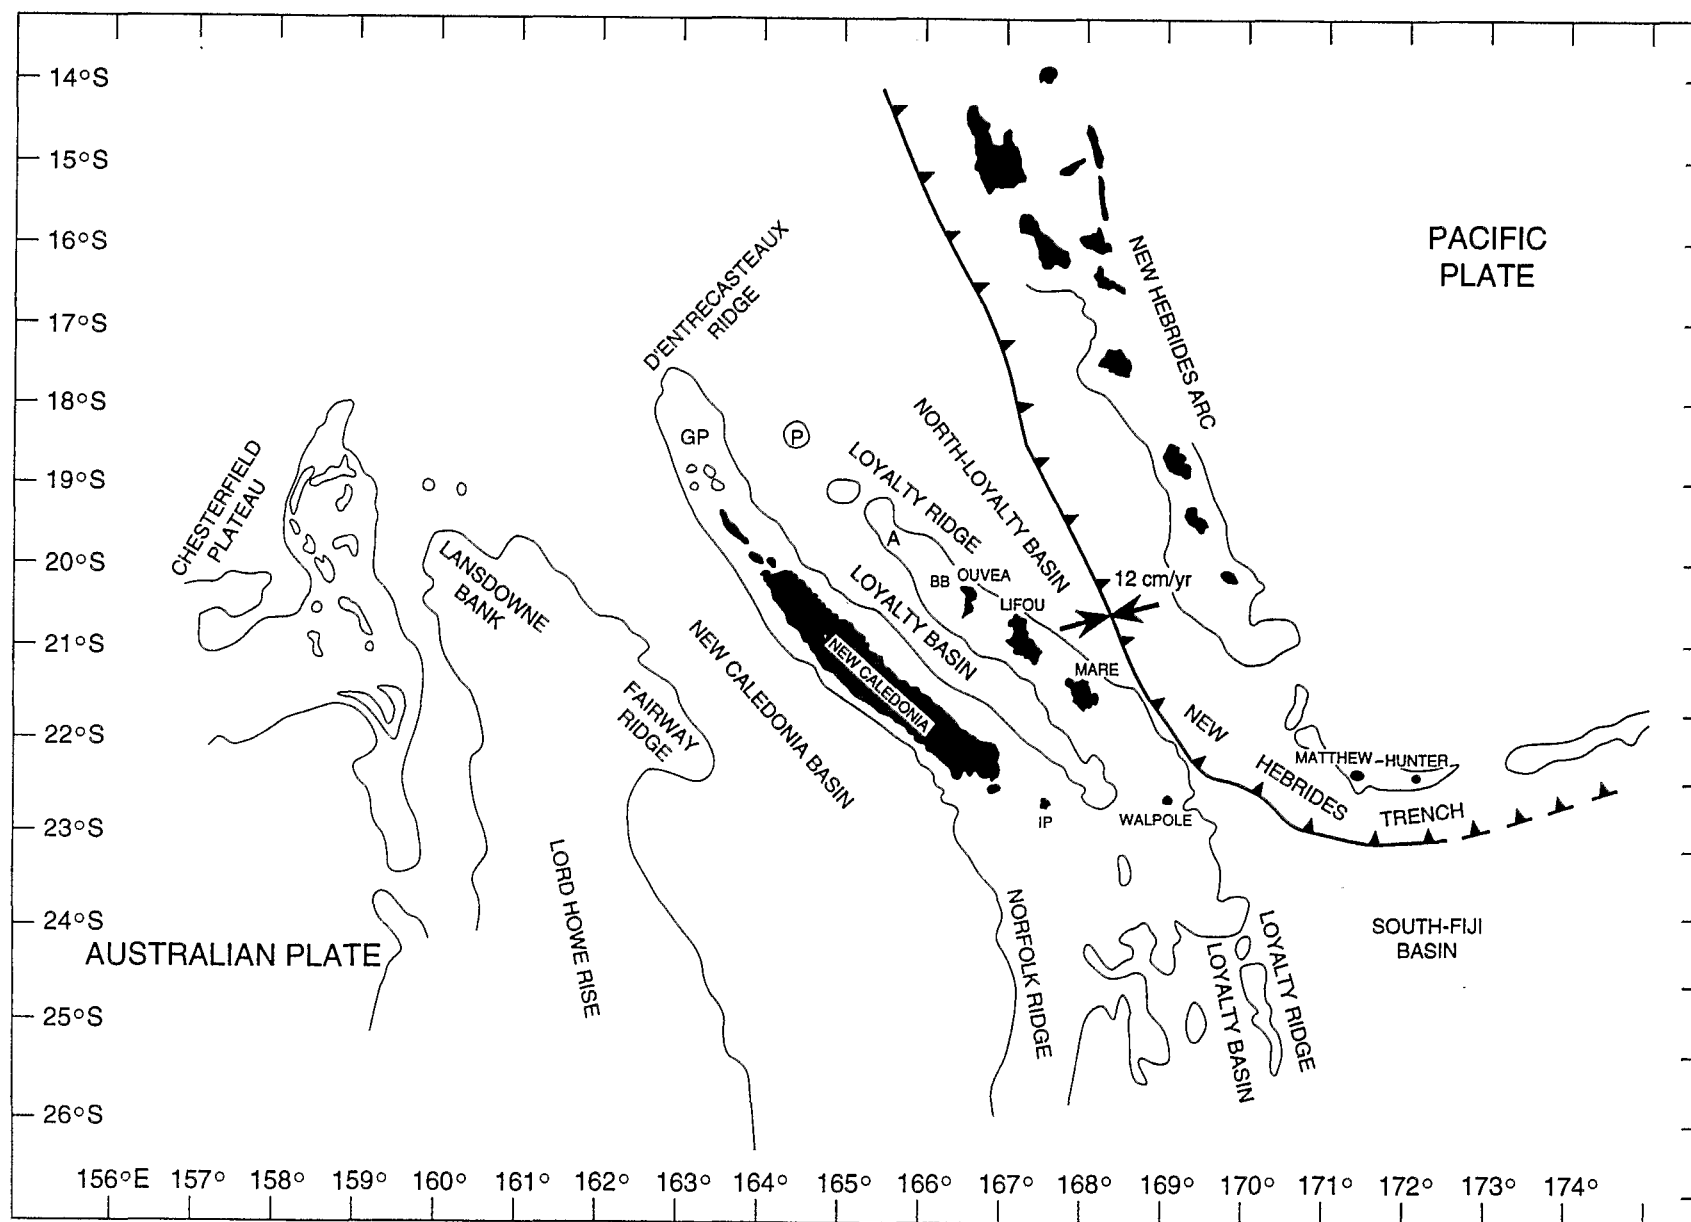 14°S
15°S
16°S
17°S
18°S
19°S
20°S
21°S
22°S
23°S
24°S
25°S
26°S
156°E 157° 158° 159° 160° 161° 162° 163° 164° 165° 166° 167° 168° 169° 170° 171° 172° 173° 174°
PACIFIC
PLATE
NEW HEBRIDES ARC
D'ENTRECASTEAUX
RIDGE
GP
P
NORTH-LOYALTY BASIN
LOYALTY RIDGE
CHESTERFIELD
PLATEAU
LANSDOWNE
BANK
A
BB
OUVEA
LIFOU
MARE
12 cm/yr
LOYALTY BASIN
NEW CALEDONIA
NEW CALEDONIA BASIN
FAIRWAY
RIDGE
NEW
HEBRIDES
TRENCH
MATTHEW-HUNTER
IP
WALPOLE
LORD HOWE RISE
NORFOLK RIDGE
LOYALTY BASIN
LOYALTY RIDGE
SOUTH-FIJI
BASIN
AUSTRALIAN PLATE